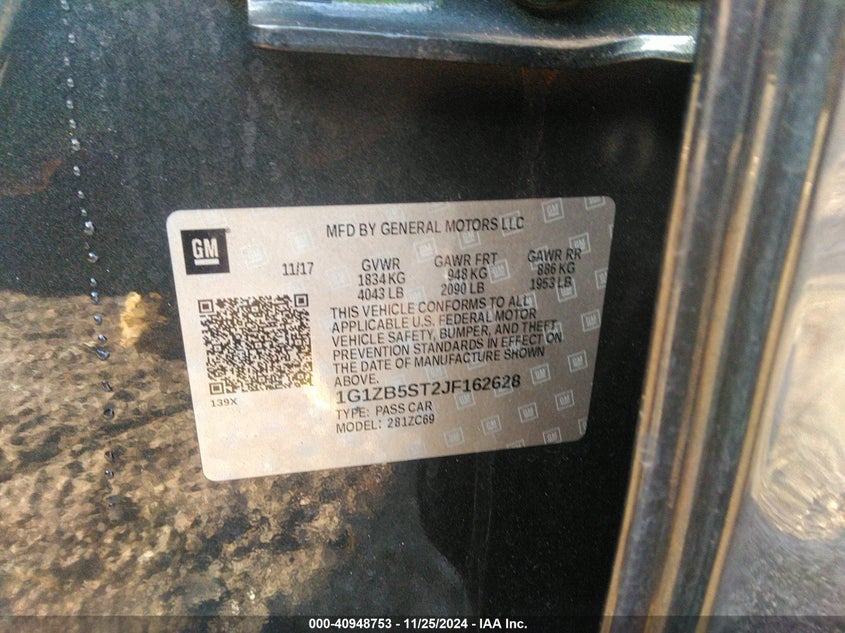 MFD BY GENERAL MOTORS LLC
GM
11/17 GVWR GAWR FRT GAWR RR
1834 KG 948 KG 886 KG
4043 LB 2090 LB 1953 LB
THIS VEHICLE CONFORMS TO ALL
APPLICABLE U.S. FEDERAL MOTOR
VEHICLE SAFETY, BUMPER, AND THEFT
PREVENTION STANDARDS IN EFFECT ON
THE DATE OF MANUFACTURE SHOWN
ABOVE.
139X
1G1ZB5ST2JF162628
TYPE: PASS CAR
MODEL: 281ZC69
000-40948753 - 11/25/2024 - IAA Inc.